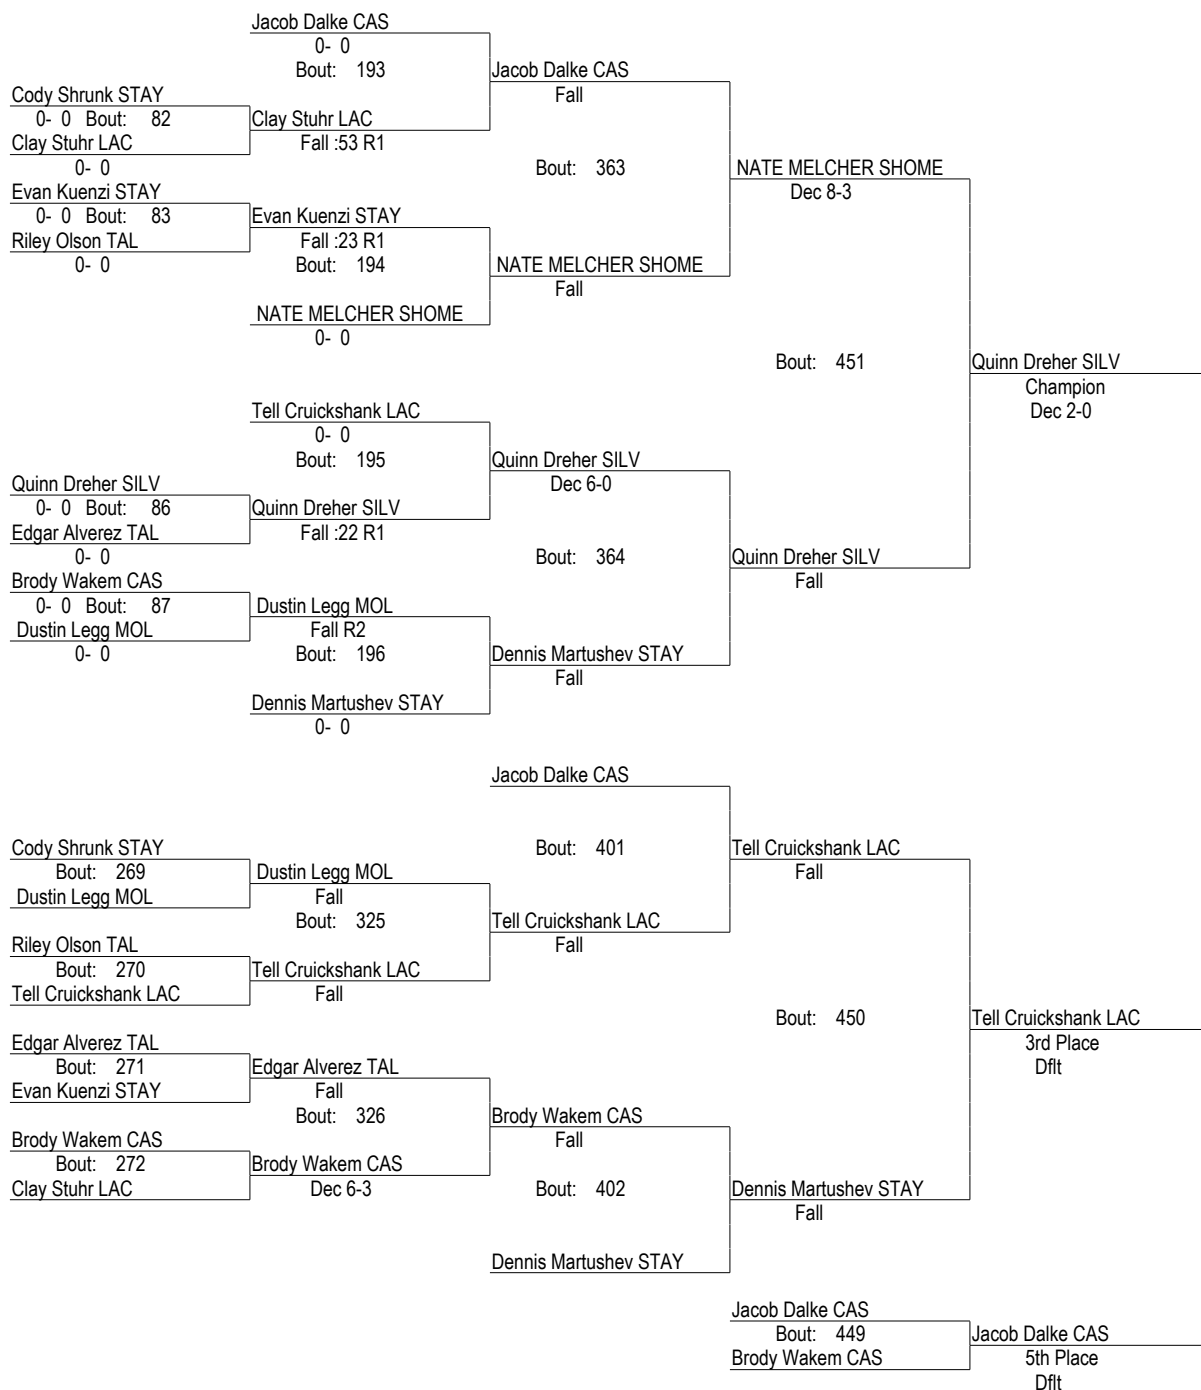 Jacob Dalke CAS
0- 0
Bout: 193
Jacob Dalke CAS
Fall
Cody Shrunk STAY
0- 0 Bout: 82
Clay Stuhr LAC
Clay Stuhr LAC
Fall :53 R1
0- 0
Bout: 363
NATE MELCHER SHOME
Dec 8-3
Evan Kuenzi STAY
0- 0 Bout: 83
Evan Kuenzi STAY
Riley Olson TAL
Fall :23 R1
0- 0
Bout: 194
NATE MELCHER SHOME
Fall
NATE MELCHER SHOME
0- 0
Bout: 451
Quinn Dreher SILV
Champion
Dec 2-0
Tell Cruickshank LAC
0- 0
Bout: 195
Quinn Dreher SILV
Dec 6-0
Quinn Dreher SILV
0- 0 Bout: 86
Quinn Dreher SILV
Edgar Alverez TAL
Fall :22 R1
0- 0
Bout: 364
Quinn Dreher SILV
Fall
Brody Wakem CAS
0- 0 Bout: 87
Dustin Legg MOL
Dustin Legg MOL
Fall R2
0- 0
Bout: 196
Dennis Martushev STAY
Fall
Dennis Martushev STAY
0- 0
Jacob Dalke CAS
Cody Shrunk STAY
Bout: 401
Tell Cruickshank LAC
Fall
Bout: 269
Dustin Legg MOL
Dustin Legg MOL
Fall
Bout: 325
Tell Cruickshank LAC
Fall
Riley Olson TAL
Bout: 270
Tell Cruickshank LAC
Tell Cruickshank LAC
Fall
Bout: 450
Tell Cruickshank LAC
3rd Place
Dflt
Edgar Alverez TAL
Bout: 271
Edgar Alverez TAL
Evan Kuenzi STAY
Fall
Bout: 326
Brody Wakem CAS
Fall
Brody Wakem CAS
Bout: 272
Brody Wakem CAS
Clay Stuhr LAC
Dec 6-3
Bout: 402
Dennis Martushev STAY
Fall
Dennis Martushev STAY
Jacob Dalke CAS
Bout: 449
Jacob Dalke CAS
Brody Wakem CAS
5th Place
Dflt